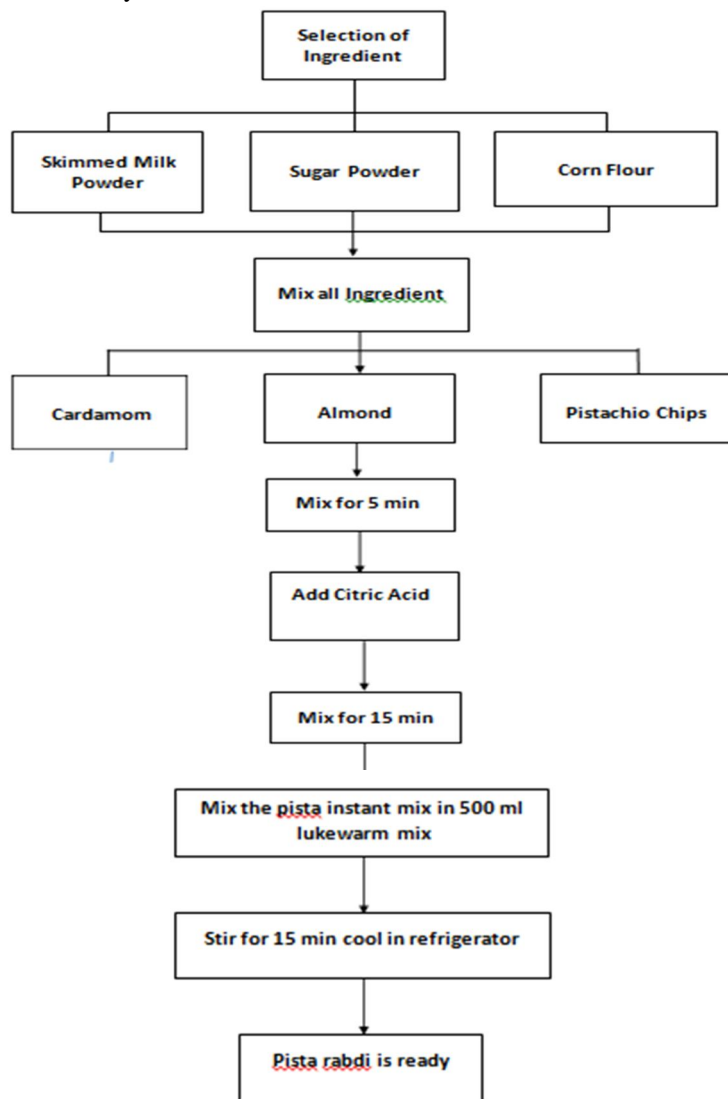 Selection of
Ingredient
Skimmed Milk
Powder
Sugar Powder
Corn Flour
Mix all Ingredient
Cardamom
Almond
Pistachio Chips
Mix for 5 min
Add Citric Acid
Mix for 15 min
Mix the pista instant mix in 500 ml
lukewarm mix
Stir for 15 min cool in refrigerator
Pista rabdi is ready